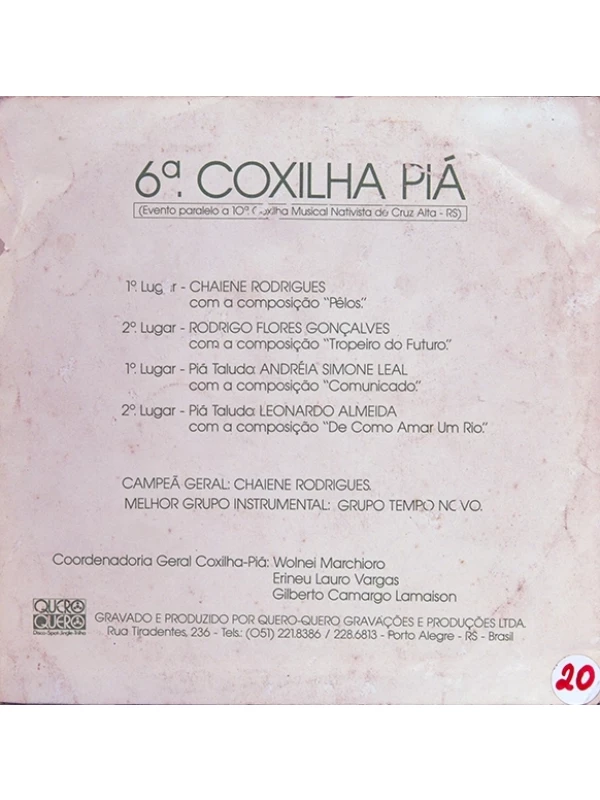 6ª. COXILHA PIÁ
(Evento paralelo a 10ª Coxilha Musical Nativista de Cruz Alta - RS)
1º. Lugar - CHAIENE RODRIGUES
com a composição "Pêlos."
2º. Lugar - RODRIGO FLORES GONÇALVES
com a composição "Tropeiro do Futuro."
1º. Lugar - Piá Taluda: ANDRÉIA SIMONE LEAL
com a composição "Comunicado."
2º. Lugar - Piá Taluda: LEONARDO ALMEIDA
com a composição "De Como Amar Um Rio."
CAMPEÃ GERAL: CHAIENE RODRIGUES.
MELHOR GRUPO INSTRUMENTAL: GRUPO TEMPO NOVO.
Coordenadoria Geral Coxilha-Piá: Wolnei Marchioro
Erineu Lauro Vargas
Gilberto Camargo Lamaison
QUERO
QUERO
Disco-Spot-Jingle-Trilha
GRAVADO E PRODUZIDO POR QUERO-QUERO GRAVAÇÕES E PRODUÇÕES LTDA.
Rua Tiradentes, 236 - Tels.: (051) 221.8386 / 228.6813 - Porto Alegre - RS - Brasil
20